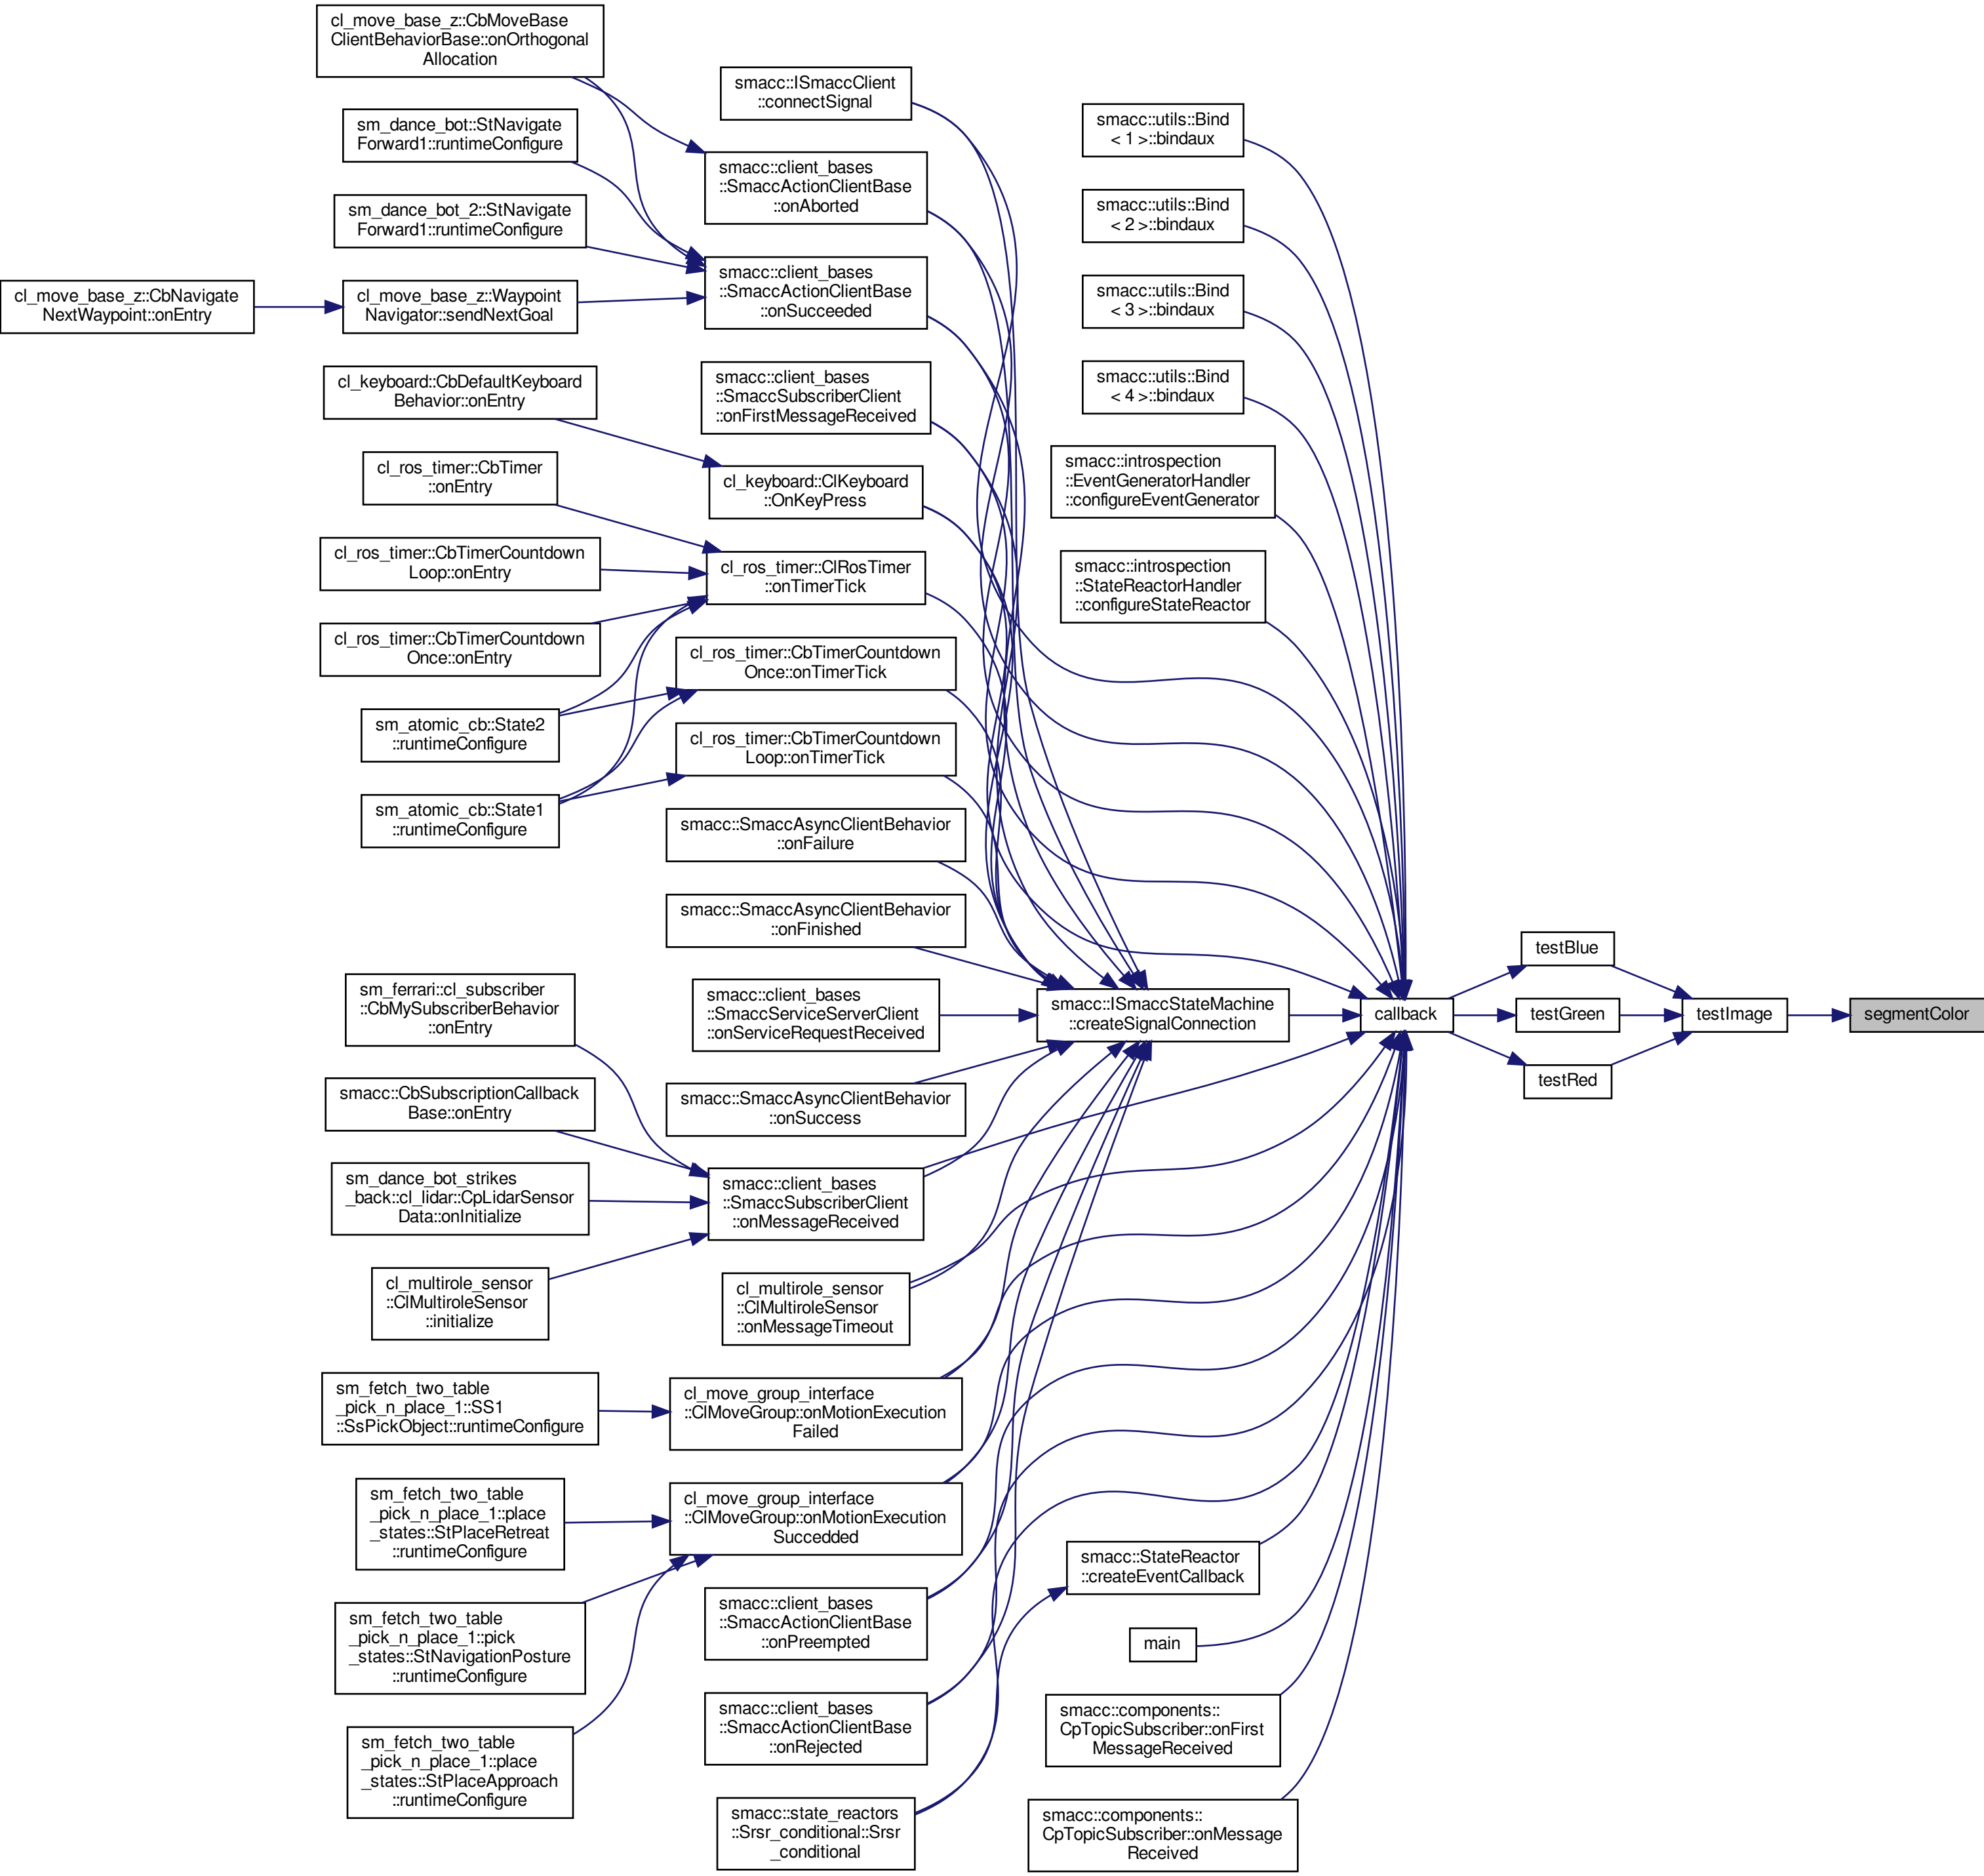 cl_move_base_z::CbMoveBase
ClientBehaviorBase::onOrthogonal
Allocation
sm_dance_bot::StNavigate
Forward1::runtimeConfigure
sm_dance_bot_2::StNavigate
Forward1::runtimeConfigure
cl_move_base_z::CbNavigate
NextWaypoint::onEntry
cl_move_base_z::Waypoint
Navigator::sendNextGoal
cl_keyboard::CbDefaultKeyboard
Behavior::onEntry
cl_ros_timer::CbTimer
::onEntry
cl_ros_timer::CbTimerCountdown
Loop::onEntry
cl_ros_timer::CbTimerCountdown
Once::onEntry
sm_atomic_cb::State2
::runtimeConfigure
sm_atomic_cb::State1
::runtimeConfigure
sm_ferrari::cl_subscriber
::CbMySubscriberBehavior
::onEntry
smacc::CbSubscriptionCallback
Base::onEntry
sm_dance_bot_strikes
_back::cl_lidar::CpLidarSensor
Data::onInitialize
cl_multirole_sensor
::ClMultiroleSensor
::initialize
sm_fetch_two_table
_pick_n_place_1::SS1
::SsPickObject::runtimeConfigure
sm_fetch_two_table
_pick_n_place_1::place
_states::StPlaceRetreat
::runtimeConfigure
sm_fetch_two_table
_pick_n_place_1::pick
_states::StNavigationPosture
::runtimeConfigure
sm_fetch_two_table
_pick_n_place_1::place
_states::StPlaceApproach
::runtimeConfigure
smacc::ISmaccClient
::connectSignal
smacc::client_bases
::SmaccActionClientBase
::onAborted
smacc::client_bases
::SmaccActionClientBase
::onSucceeded
smacc::client_bases
::SmaccSubscriberClient
::onFirstMessageReceived
cl_keyboard::ClKeyboard
::OnKeyPress
cl_ros_timer::ClRosTimer
::onTimerTick
cl_ros_timer::CbTimerCountdown
Once::onTimerTick
cl_ros_timer::CbTimerCountdown
Loop::onTimerTick
smacc::SmaccAsyncClientBehavior
::onFailure
smacc::SmaccAsyncClientBehavior
::onFinished
smacc::client_bases
::SmaccServiceServerClient
::onServiceRequestReceived
smacc::SmaccAsyncClientBehavior
::onSuccess
smacc::client_bases
::SmaccSubscriberClient
::onMessageReceived
cl_multirole_sensor
::ClMultiroleSensor
::onMessageTimeout
cl_move_group_interface
::ClMoveGroup::onMotionExecution
Failed
cl_move_group_interface
::ClMoveGroup::onMotionExecution
Succedded
smacc::client_bases
::SmaccActionClientBase
::onPreempted
smacc::client_bases
::SmaccActionClientBase
::onRejected
smacc::state_reactors
::Srsr_conditional::Srsr
_conditional
smacc::utils::Bind
< 1 >::bindaux
smacc::utils::Bind
< 2 >::bindaux
smacc::utils::Bind
< 3 >::bindaux
smacc::utils::Bind
< 4 >::bindaux
smacc::introspection
::EventGeneratorHandler
::configureEventGenerator
smacc::introspection
::StateReactorHandler
::configureStateReactor
smacc::ISmaccStateMachine
::createSignalConnection
smacc::StateReactor
::createEventCallback
main
smacc::components::
CpTopicSubscriber::onFirst
MessageReceived
smacc::components::
CpTopicSubscriber::onMessage
Received
callback
testBlue
testGreen
testRed
testImage
segmentColor